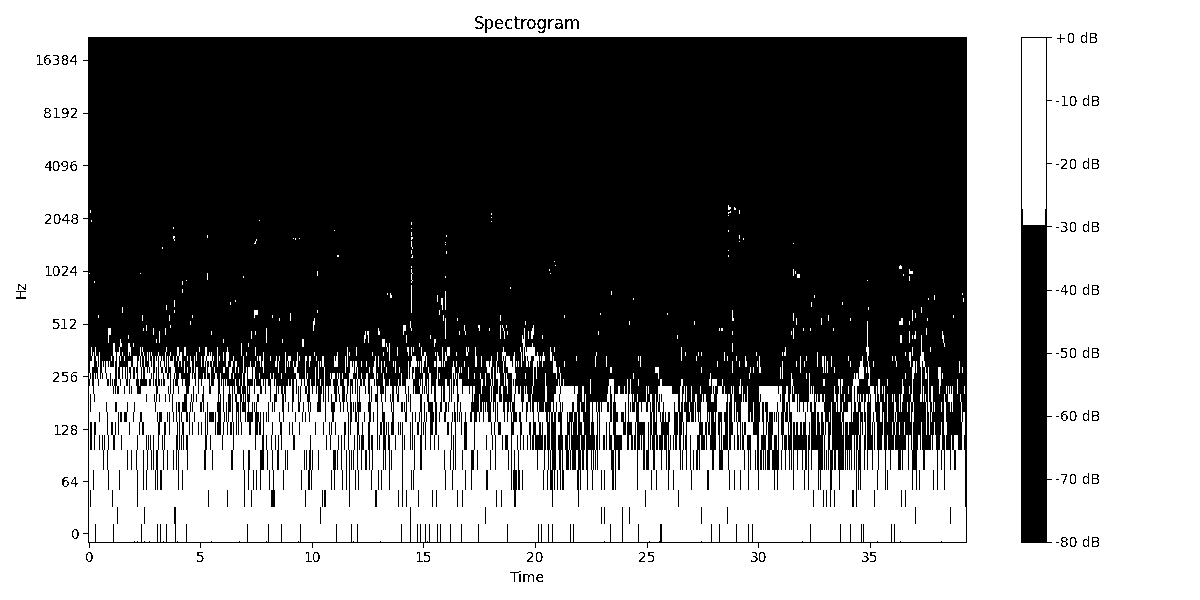 Spectrogram
16384
8192
4096
2048
1024
512
256
128
64
0
Hz
0 5 10 15 20 25 30 35
Time
+0 dB
-10 dB
-20 dB
-30 dB
-40 dB
-50 dB
-60 dB
-70 dB
-80 dB